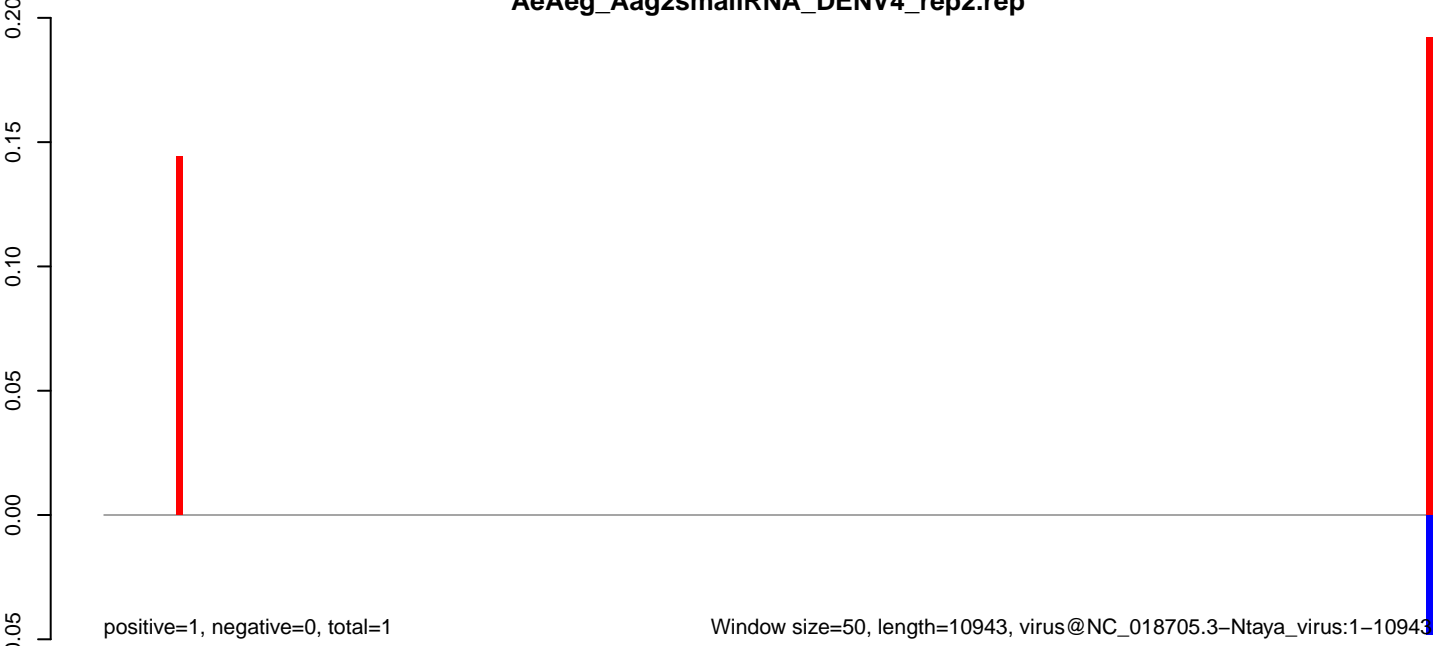 AeAeg_Aag2smallRNA_DENV4_rep2.rep
0.20
0.15
0.10
0.05
0.00
0.05
positive=1, negative=0, total=1
Window size=50, length=10943, virus@NC_018705.3−Ntaya_virus:1−10943